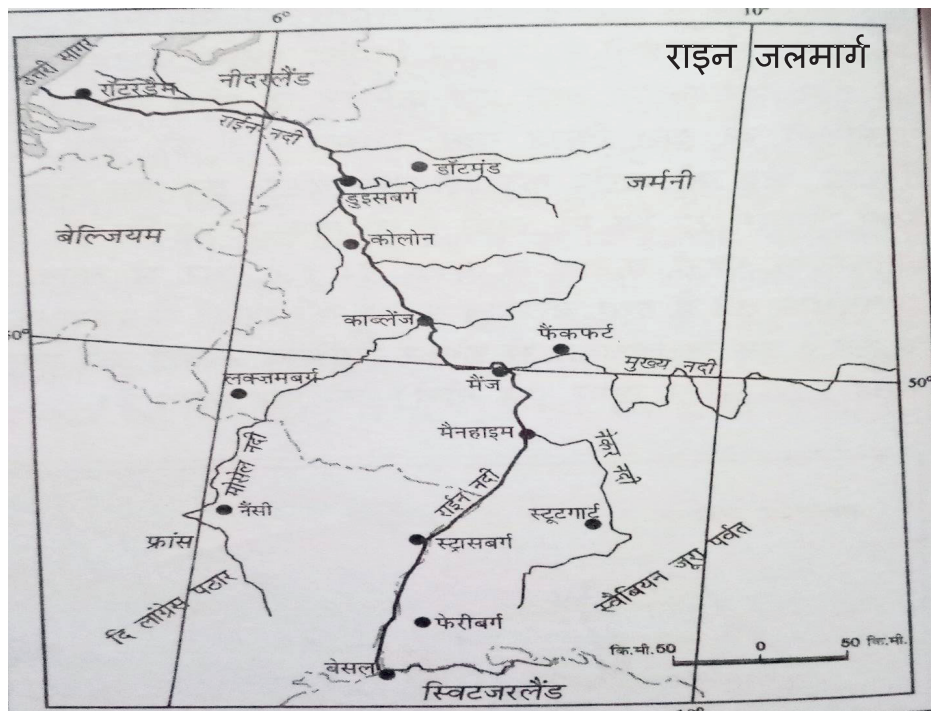 6°
10°
राइन जलमार्ग
उत्तरी सागर
रॉटरडैम
नीदरलैंड
राईन नदी
डॉटमंड
जर्मनी
डुइसबर्ग
बेल्जियम
कोलोन
काब्लेंज
फ्रैंकफर्ट
50°
मुख्य नदी
मैंज
लक्जमबर्ग
50°
मैनहाइम
नैकर नदी
मोसेल नदी
राईन नदी
नैंसी
स्टूटगार्ट
फ्रांस
स्ट्रासबर्ग
स्वैबियन जूरा पर्वत
दि लांग्रेस पठार
फेरीबर्ग
कि.मी.50 0 50 कि.मी.
बेसल
स्विटजरलैंड